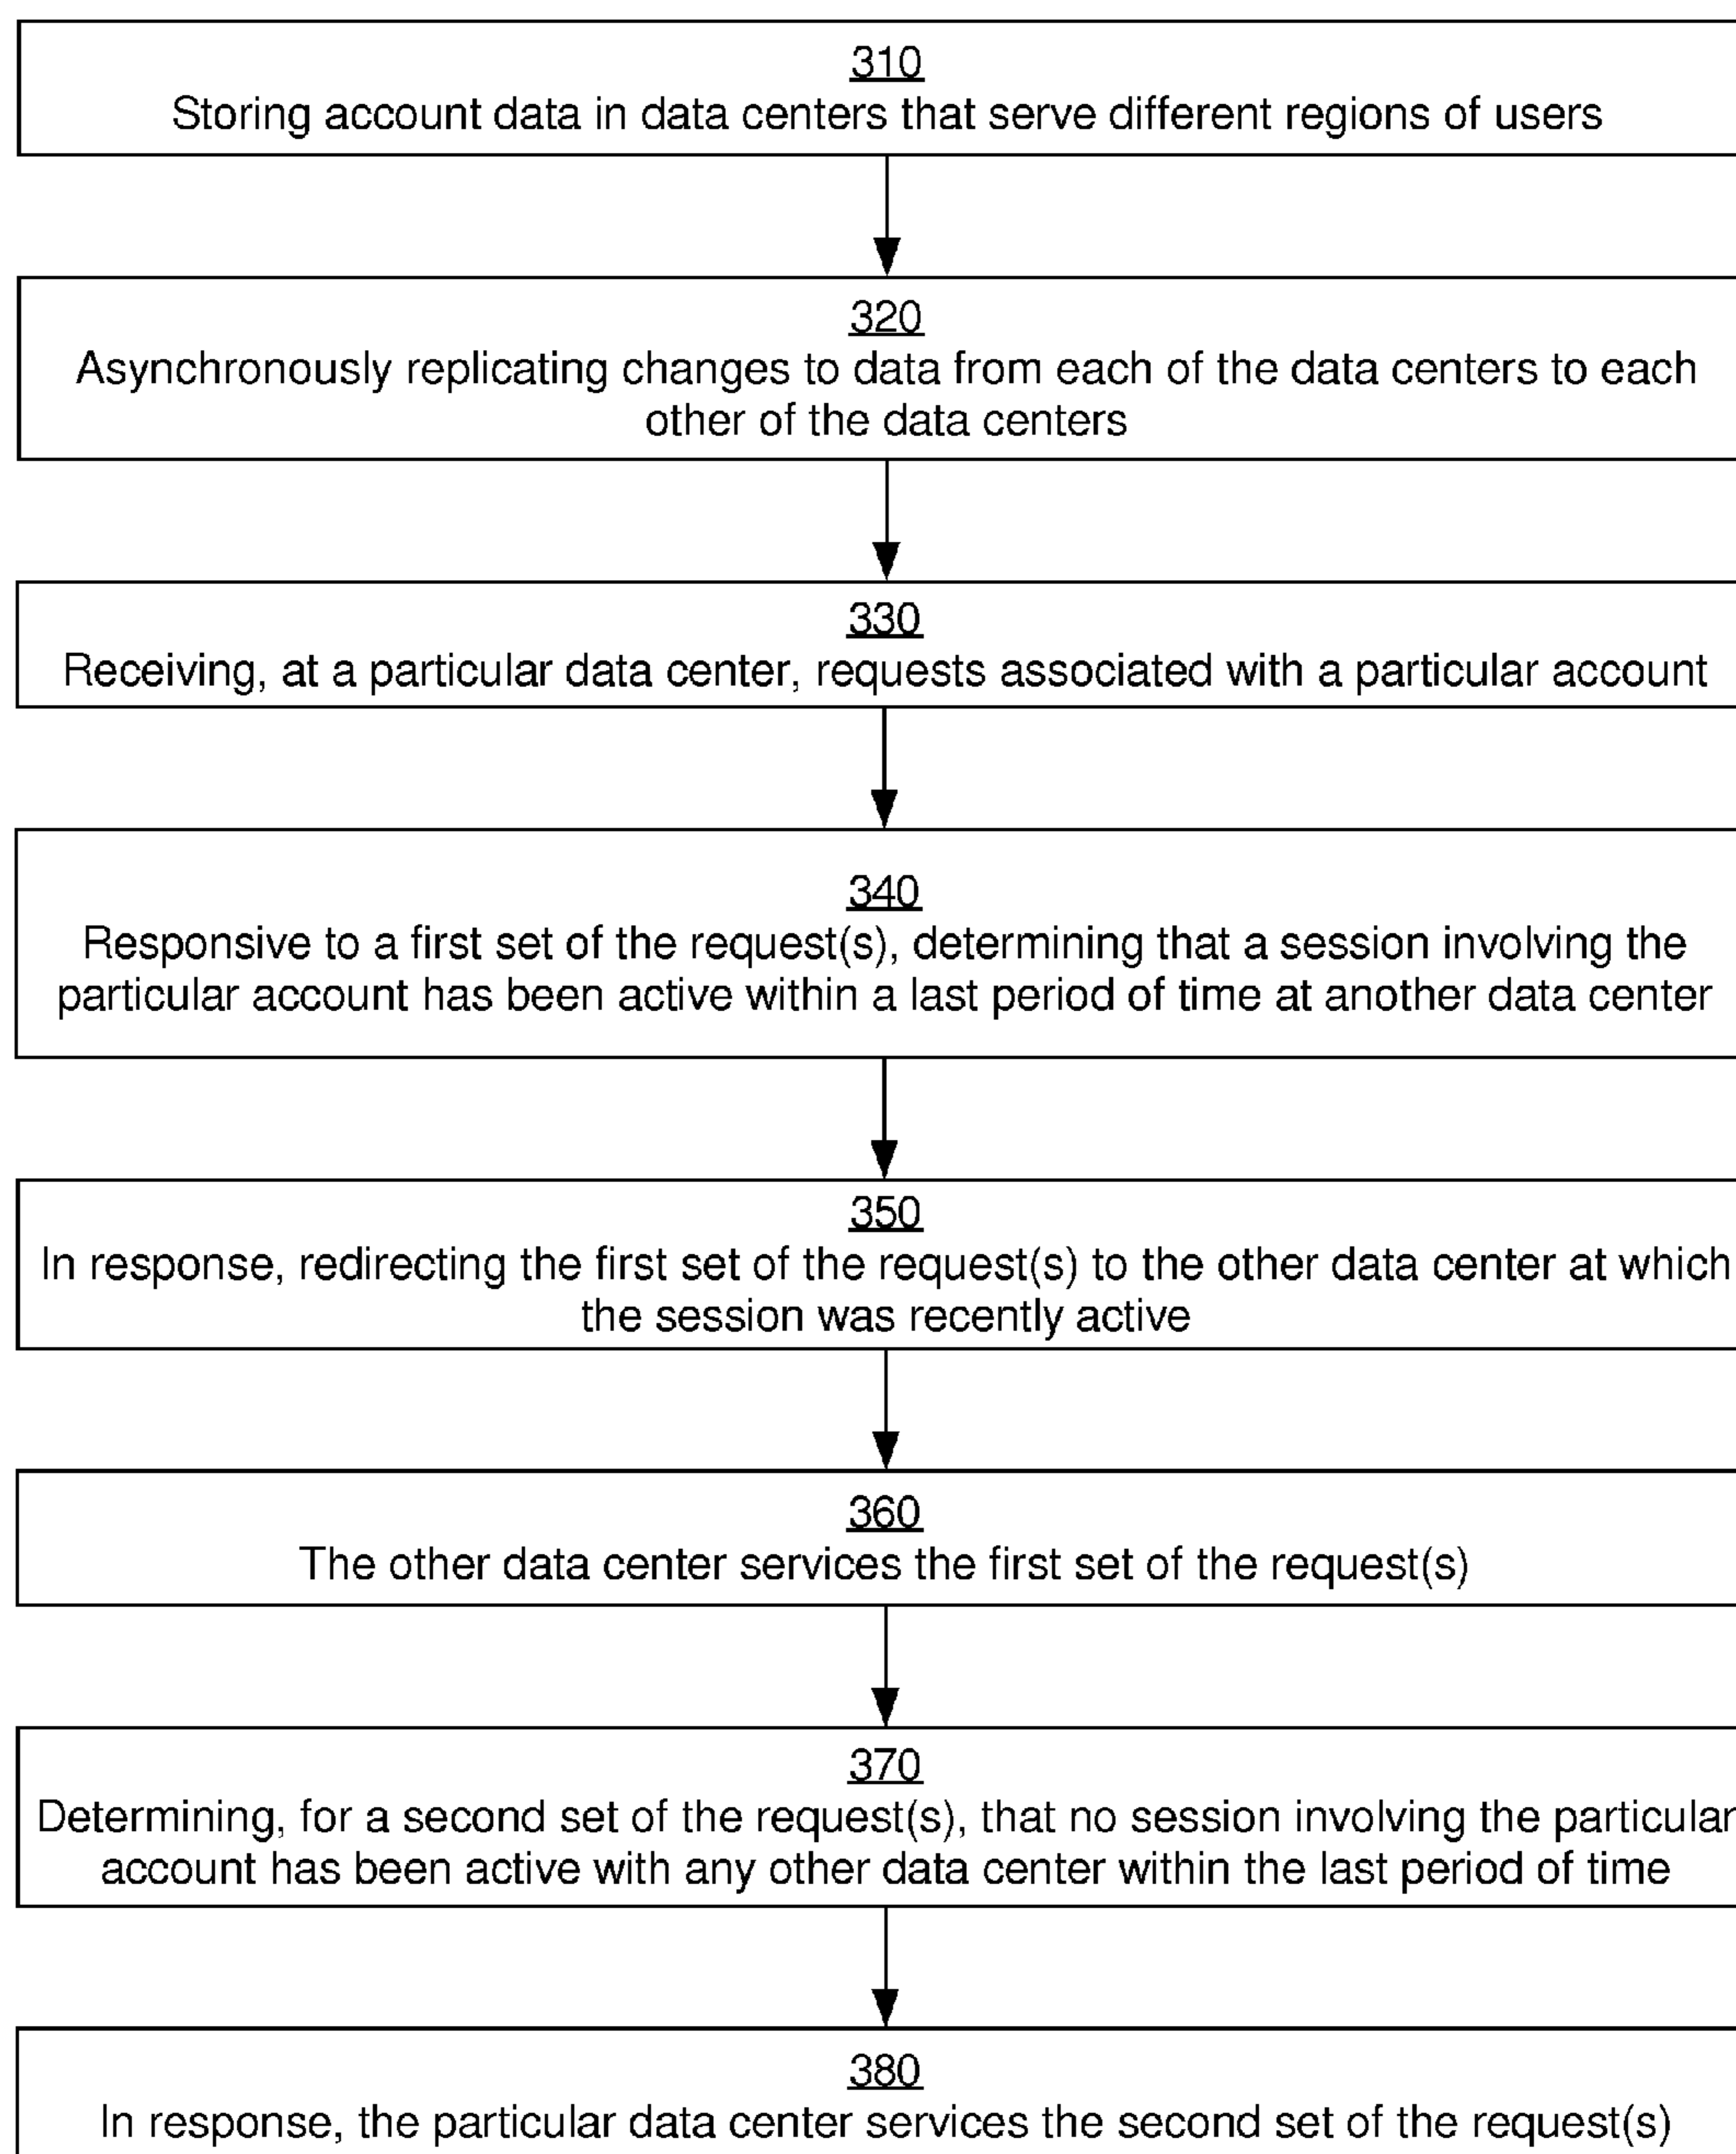 310
Storing account data in data centers that serve different regions of users
320
Asynchronously replicating changes to data from each of the data centers to each
other of the data centers
330
Receiving, at a particular data center, requests associated with a particular account
340
Responsive to a first set of the request(s), determining that a session involving the
particular account has been active within a last period of time at another data center
350
In response, redirecting the first set of the request(s) to the other data center at which
the session was recently active
360
The other data center services the first set of the request(s)
370
Determining, for a second set of the request(s), that no session involving the particular
account has been active with any other data center within the last period of time
380
In response, the particular data center services the second set of the request(s)